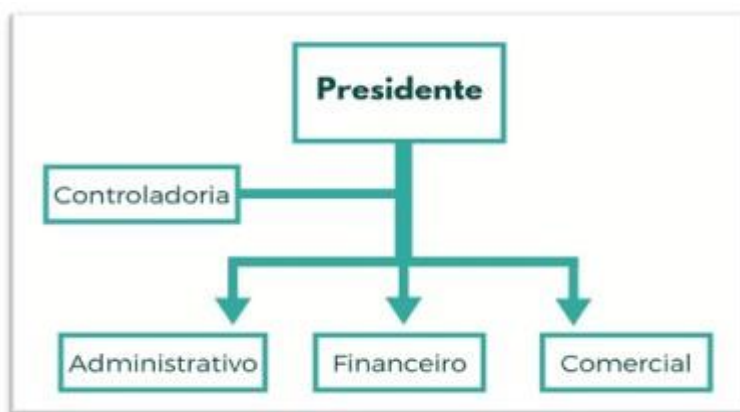 Presidente
Controladoria
Administrativo
Financeiro
Comercial